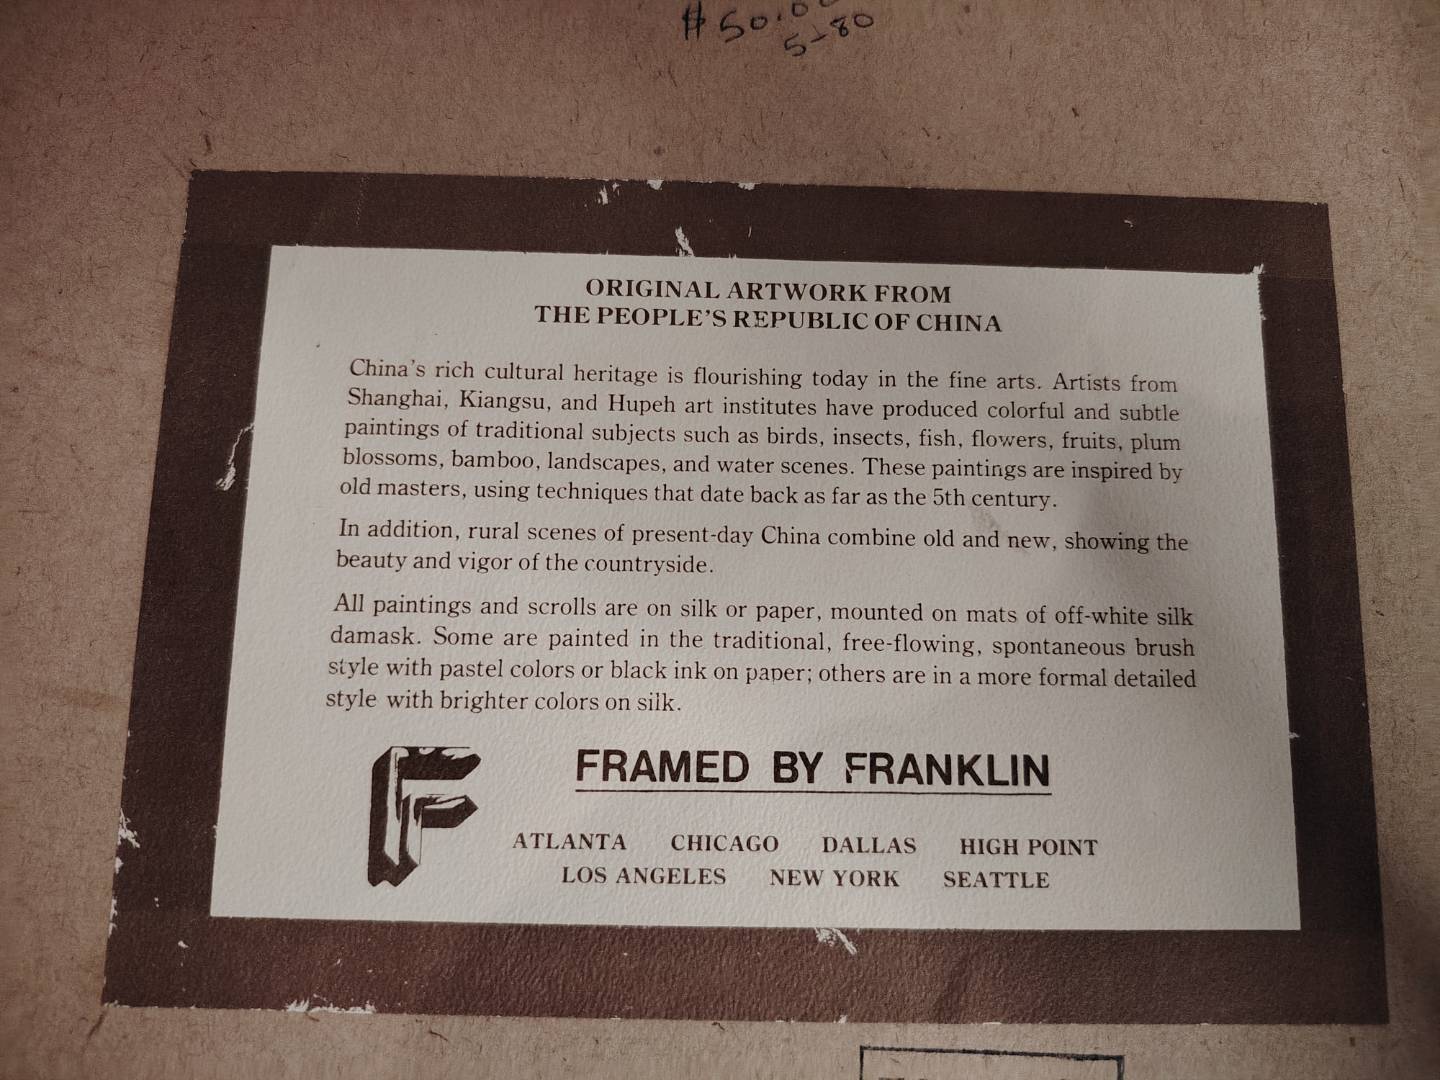 $50.00
5-80
ORIGINAL ARTWORK FROM
THE PEOPLE'S REPUBLIC OF CHINA
China's rich cultural heritage is flourishing today in the fine arts. Artists from
Shanghai, Kiangsu, and Hupeh art institutes have produced colorful and subtle
paintings of traditional subjects such as birds, insects, fish, flowers, fruits, plum
blossoms, bamboo, landscapes, and water scenes. These paintings are inspired by
old masters, using techniques that date back as far as the 5th century.
In addition, rural scenes of present-day China combine old and new, showing the
beauty and vigor of the countryside.
All paintings and scrolls are on silk or paper, mounted on mats of off-white silk
damask. Some are painted in the traditional, free-flowing, spontaneous brush
style with pastel colors or black ink on paper; others are in a more formal detailed
style with brighter colors on silk.
F
FRAMED BY FRANKLIN
ATLANTA CHICAGO DALLAS HIGH POINT
LOS ANGELES NEW YORK SEATTLE